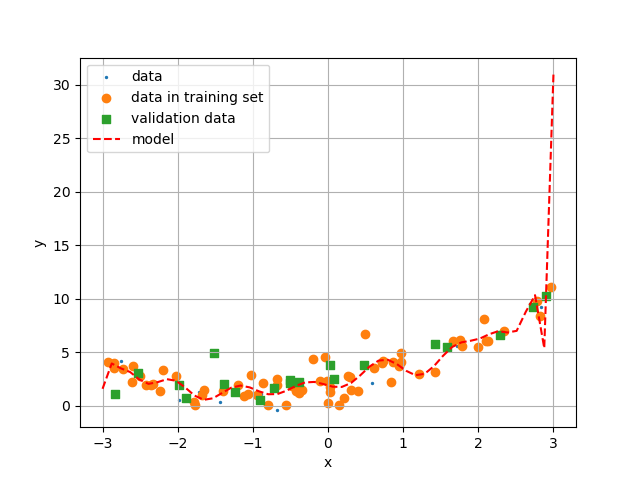 data
data in training set
validation data
model
y
30
25
20
15
10
5
0
−3
−2
−1
0
1
2
3
x